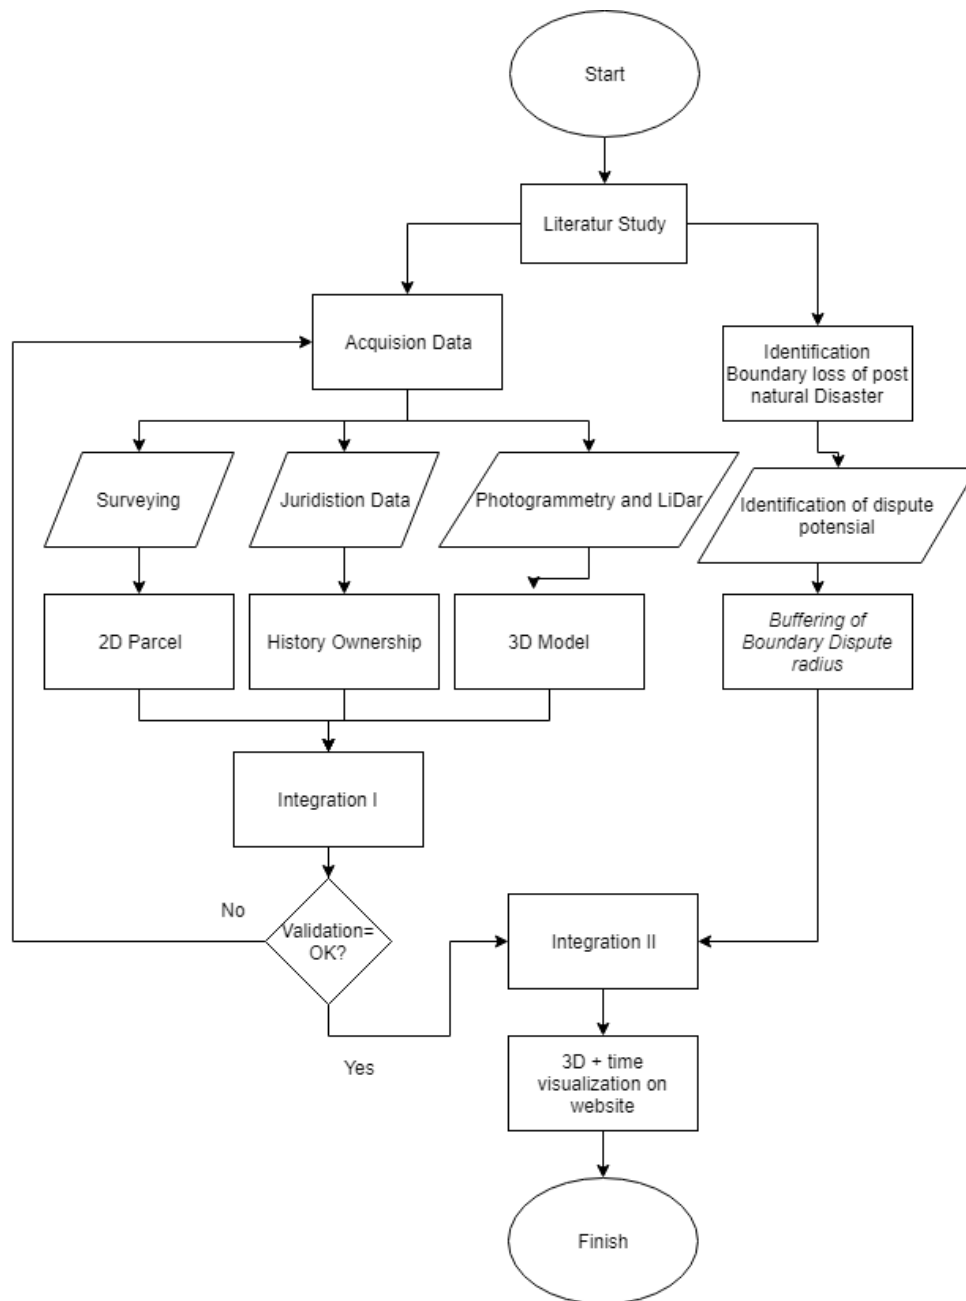 Start
Literatur Study
Acquision Data
Identification
Boundary loss of post
natural Disaster
Surveying
Juridistion Data
Photogrammetry and LiDar
Identification of dispute
potensial
2D Parcel
History Ownership
3D Model
Buffering of
Boundary Dispute
radius
Integration I
No
Validation=
OK?
Integration II
Yes
3D + time
visualization on
website
Finish